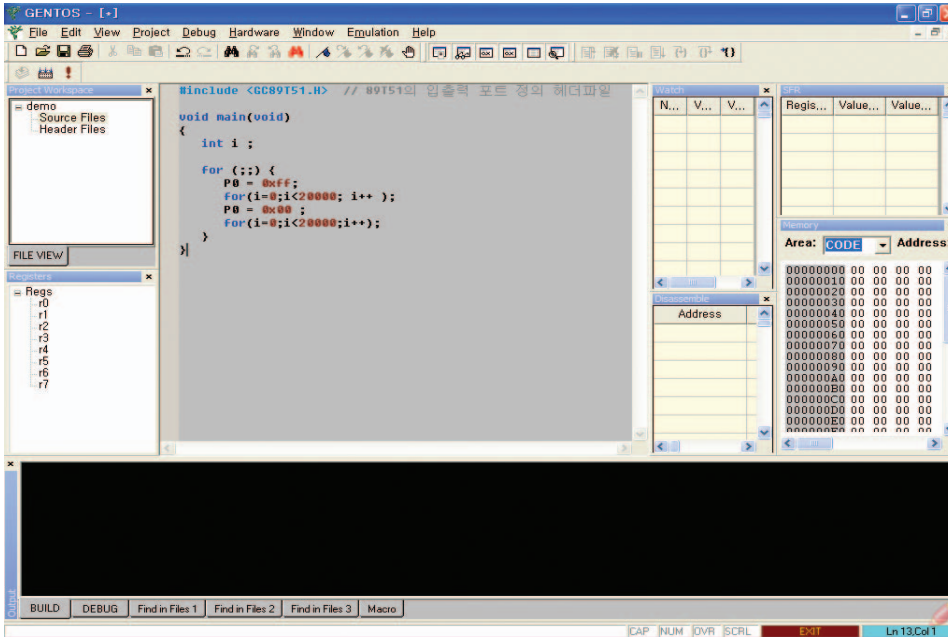 GENTOS - [*]
File Edit View Project Debug Hardware Window Emulation Help
Project Workspace
demo
Source Files
Header Files
FILE VIEW
Registers
Regs
r0
r1
r2
r3
r4
r5
r6
r7
#include <GC89T51.H> // 89T51의 입출력 포트 정의 헤더파일
void main(void)
{
int i ;
for (;;) {
P0 = 0xff;
for(i=0;i<20000; i++ );
P0 = 0x00 ;
for(i=0;i<20000;i++);
}
}
Watch
N... V... V...
Disassemble
Address
SFR
Regis... Value... Value...
Memory
Area: CODE Address
00000000 00 00 00 00
00000010 00 00 00 00
00000020 00 00 00 00
00000030 00 00 00 00
00000040 00 00 00 00
00000050 00 00 00 00
00000060 00 00 00 00
00000070 00 00 00 00
00000080 00 00 00 00
00000090 00 00 00 00
000000A0 00 00 00 00
000000B0 00 00 00 00
000000C0 00 00 00 00
000000D0 00 00 00 00
000000E0 00 00 00 00
000000F0 00 00 00 00
Output
BUILD DEBUG Find in Files 1 Find in Files 2 Find in Files 3 Macro
CAP NUM OVR SCRL EXIT Ln 13,Col 1